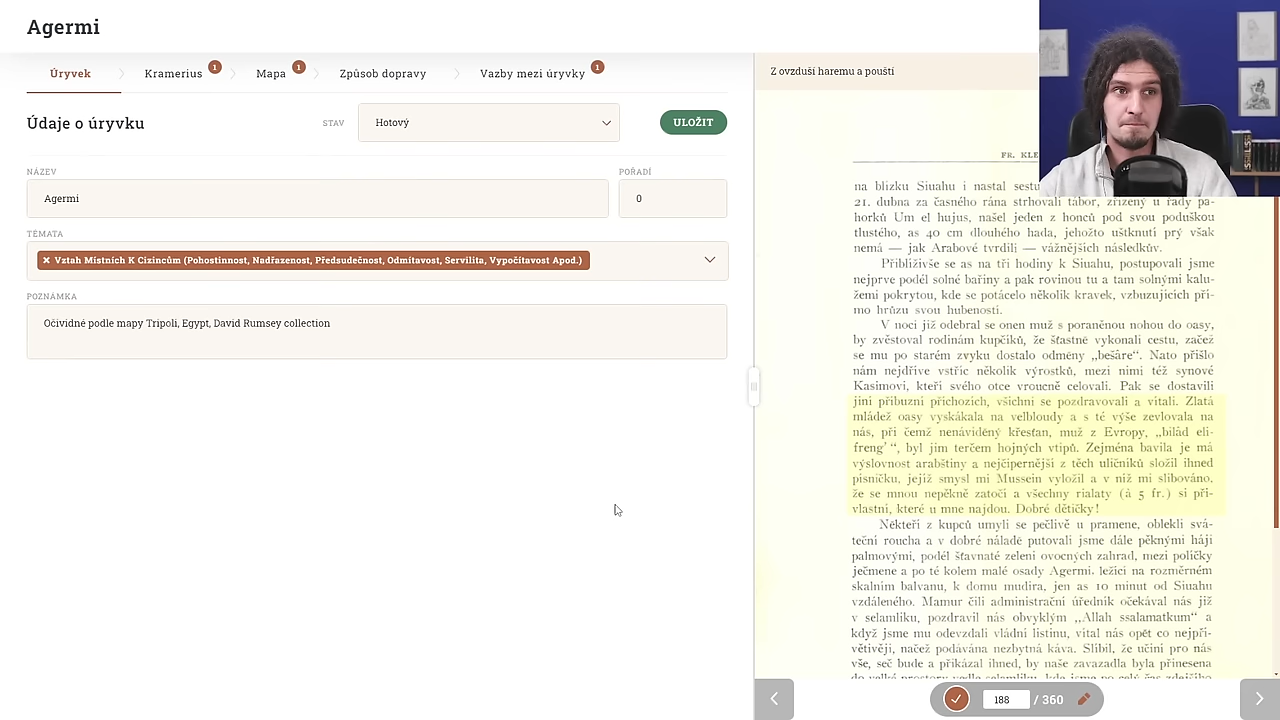 Agermi
Úryvek
Kramerius 1
Mapa 1
Způsob dopravy
Vazby mezi úryvky 1
Údaje o úryvku
STAV
Hotový
ULOŽIT
NÁZEV
Agermi
POŘADÍ
0
TÉMATA
× Vztah Místních K Cizincům (Pohostinnost, Nadřazenost, Předsudečnost, Odmítavost, Servilita, Vypočítavost Apod.)
POZNÁMKA
Očividně podle mapy Tripoli, Egypt, David Rumsey collection
Z ovzduší haremu a pouští
FR. KLE
na blízku Siuahu i nastal
21. dubna za časného rána strhovali tábor, zřízený u řady pa-
horků Um el hujus, našel jeden z honců pod svou poduškou
tlustého, as 40 cm dlouhého hada, jehožto uštknutí prý však
nemá — jak Arabové tvrdili — vážnějších následkův.
Přiblíživše se as na tři hodiny k Siuahu, postupovali jsme
nejprve podél solné bařiny a pak rovinou tu a tam solnými kalu-
žemi pokrytou, kde se potácelo několik kravek, vzbuzujících pří-
mo hrůzu svou hubeností.
V noci již odebral se onen muž s poraněnou nohou do oasy,
by zvěstoval rodinám kupčíků, že šťastně vykonali cestu, začež
se mu po starém zvyku dostalo odměny „bešáre“. Nato přišlo
nám nejdříve vstříc několik výrostků, mezi nimi též synové
Kasimovi, kteří svého otce vroucně celovali. Pak se dostavili
jiní příbuzní příchozích, všichni se pozdravovali a vítali. Zlatá
mládež oasy vyskákala na velbloudy a s té výše zevlovala na
nás, při čemž nenáviděný křesťan, muž z Evropy, „bilâd eli-
freng'“, byl jim terčem hojných vtipů. Zejména bavila je má
výslovnost arabštiny a nejčipernější z těch uličníků složil ihned
písničku, jejíž smysl mi Mussein vyložil a v níž mi slibováno,
že se mnou nepěkně zatočí a všechny rialaty (à 5 fr.) si při-
vlastní, které u mne najdou. Dobré dětičky!
Někteří z kupců umyli se pečlivě u pramene, oblekli svá-
teční roucha a v dobré náladě putovali jsme dále pěknými háji
palmovými, podél šťavnaté zeleni ovocných zahrad, mezi políčky
ječmene a po té kolem malé osady Agermi, ležící na rozměrném
skalním balvanu, k domu mudira, jen as 10 minut od Siuahu
vzdáleného. Mamur čili administrační úředník očekával nás již
v selamliku, pozdravil nás obvyklým „Allah ssalamatkum“ a
když jsme mu odevzdali vládní listinu, vítal nás opět co nejpří-
větivěji, načež podávána nezbytná káva. Slíbil, že učiní pro nás
vše, seč bude a přikázal ihned, by naše zavazadla byla přinesena
188 / 360